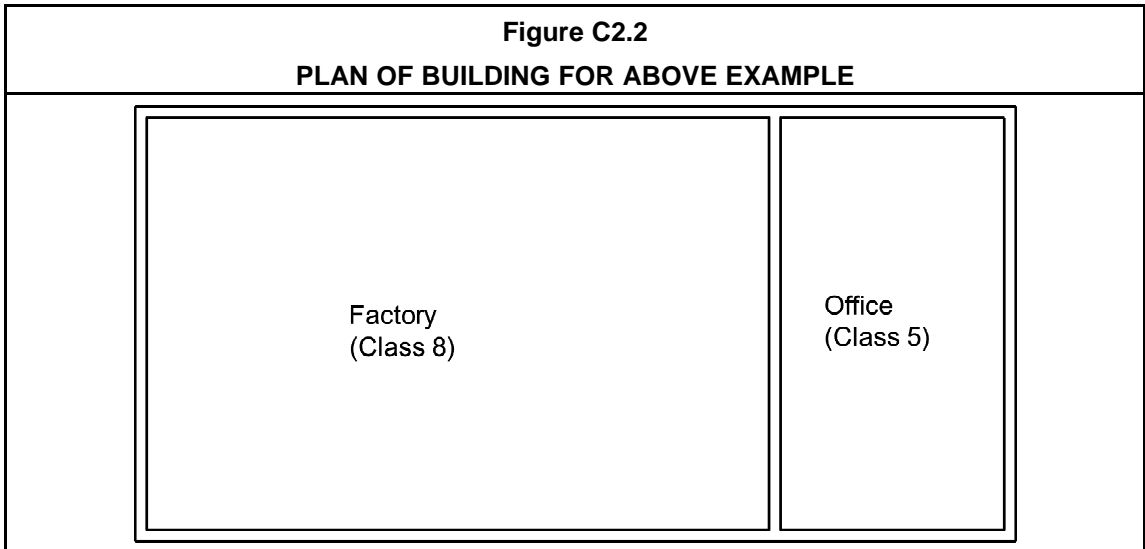 Figure C2.2
PLAN OF BUILDING FOR ABOVE EXAMPLE
Factory
(Class 8)
Office
(Class 5)